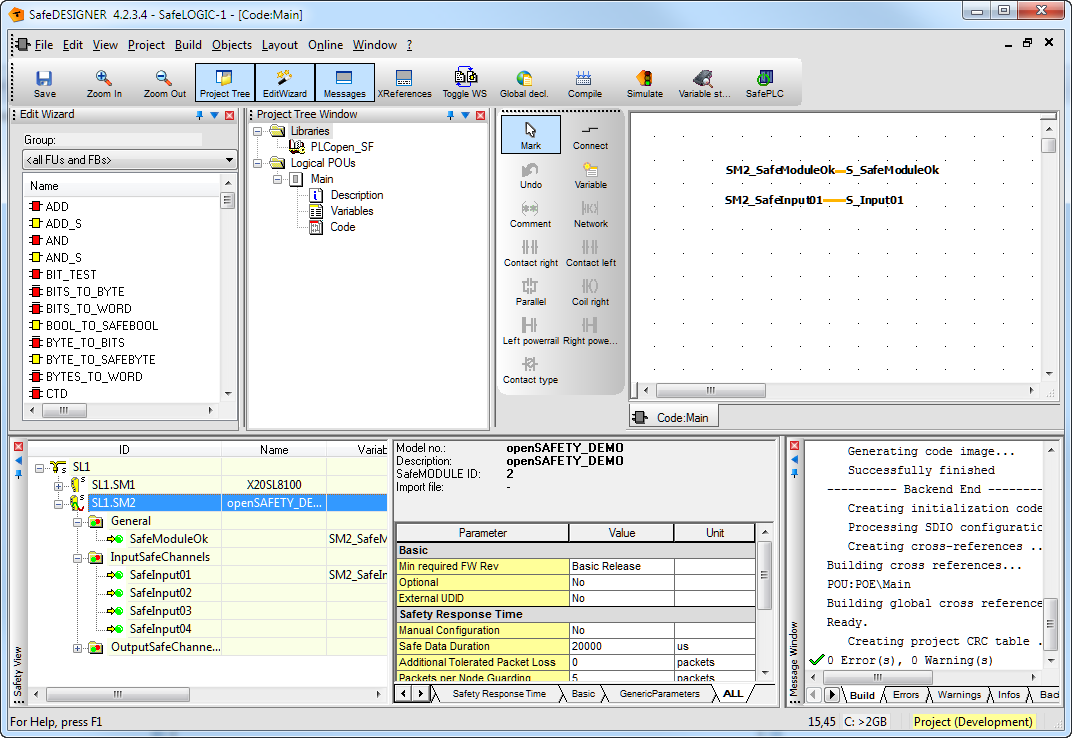 SafeDESIGNER 4.2.3.4 - SafeLOGIC-1 - [Code:Main]
File Edit View Project Build Objects Layout Online Window ?
Save Zoom In Zoom Out Project Tree EditWizard Messages XReferences Toggle WS Global decl. Compile Simulate Variable st... SafePLC
Edit Wizard
Group:
<all FUs and FBs>
Name
ADD
ADD_S
AND
AND_S
BIT_TEST
BITS_TO_BYTE
BITS_TO_WORD
BOOL_TO_SAFEBOOL
BYTE_TO_BITS
BYTE_TO_SAFEBYTE
BYTES_TO_WORD
CTD
Project Tree Window
Libraries
PLCopen_SF
Logical POUs
Main
Description
Variables
Code
Mark Connect
Undo Variable
Comment Network
Contact right Contact left
Parallel Coil right
Left powerrail Right powe...
Contact type
SM2_SafeModuleOk S_SafeModuleOk
SM2_SafeInput01 S_Input01
Code:Main
Safety View
ID Name Variab
SL1
SL1.SM1 X20SL8100
SL1.SM2 openSAFETY_DE...
General
SafeModuleOk SM2_SafeM
InputSafeChannels
SafeInput01 SM2_SafeIn
SafeInput02
SafeInput03
SafeInput04
OutputSafeChanne...
Model no.: openSAFETY_DEMO
Description: openSAFETY_DEMO
SafeMODULE ID: 2
Import file: -
Parameter Value Unit
Basic
Min required FW Rev Basic Release
Optional No
External UDID No
Safety Response Time
Manual Configuration No
Safe Data Duration 20000 us
Additional Tolerated Packet Loss 0 packets
Packets per Node Guarding 5 packets
Safety Response Time Basic GenericParameters ALL
Message Window
Generating code image...
Successfully finished
---------- Backend End --------
Creating initialization code
Processing SDIO configuratio
Creating cross-references ..
Building cross references...
POU:POE\Main
Building global cross reference
Ready.
Creating project CRC table .
0 Error(s), 0 Warning(s)
Build Errors Warnings Infos Bad
For Help, press F1
15,45 C: >2GB Project (Development)